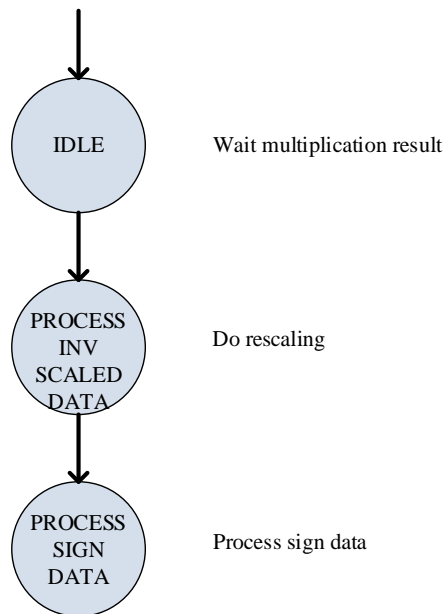 IDLE
Wait multiplication result
PROCESS
INV
SCALED
DATA
Do rescaling
PROCESS
SIGN
DATA
Process sign data